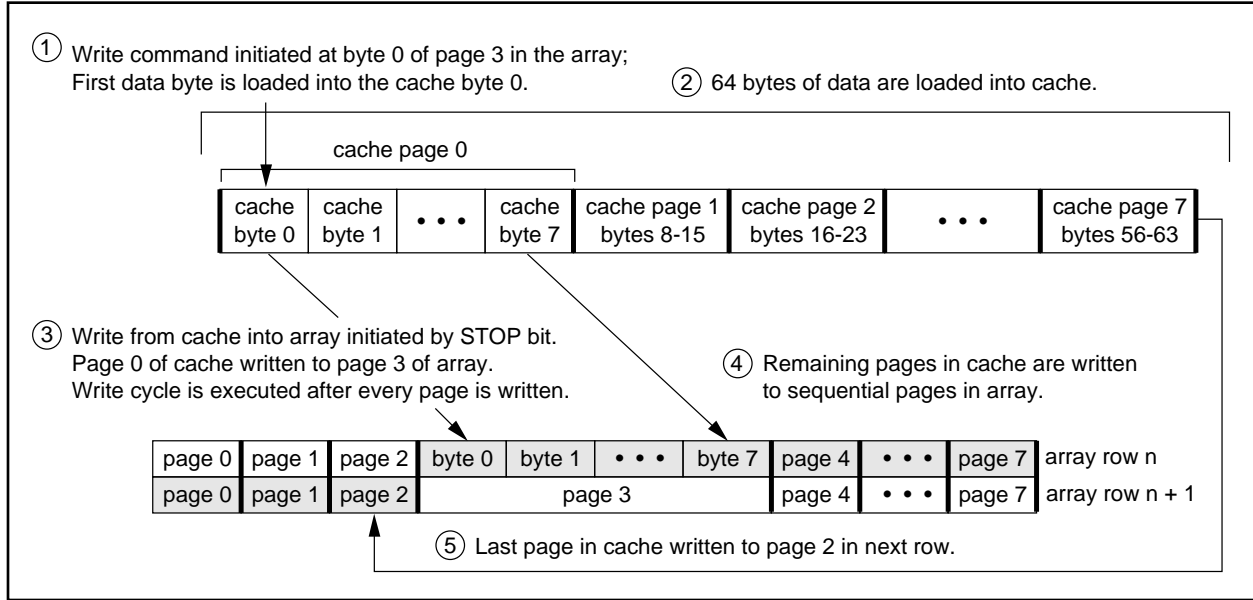 ① Write command initiated at byte 0 of page 3 in the array;
First data byte is loaded into the cache byte 0.
② 64 bytes of data are loaded into cache.
cache page 0
cache byte 0 cache byte 1 • • • cache byte 7 cache page 1 bytes 8-15 cache page 2 bytes 16-23 • • • cache page 7 bytes 56-63
③ Write from cache into array initiated by STOP bit.
Page 0 of cache written to page 3 of array.
Write cycle is executed after every page is written.
④ Remaining pages in cache are written
to sequential pages in array.
page 0 page 1 page 2 byte 0 byte 1 • • • byte 7 page 4 • • • page 7 array row n
page 0 page 1 page 2 page 3 page 4 • • • page 7 array row n + 1
⑤ Last page in cache written to page 2 in next row.